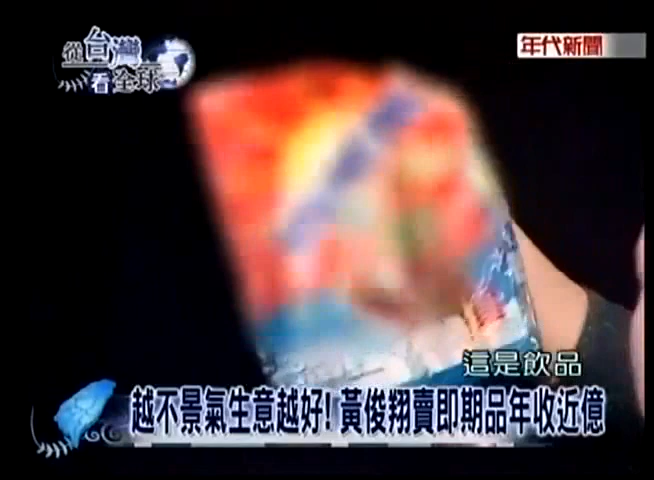 從台灣
看全球
年代新聞
這是飲品
越不景氣生意越好!黃俊翔賣即期品年收近億